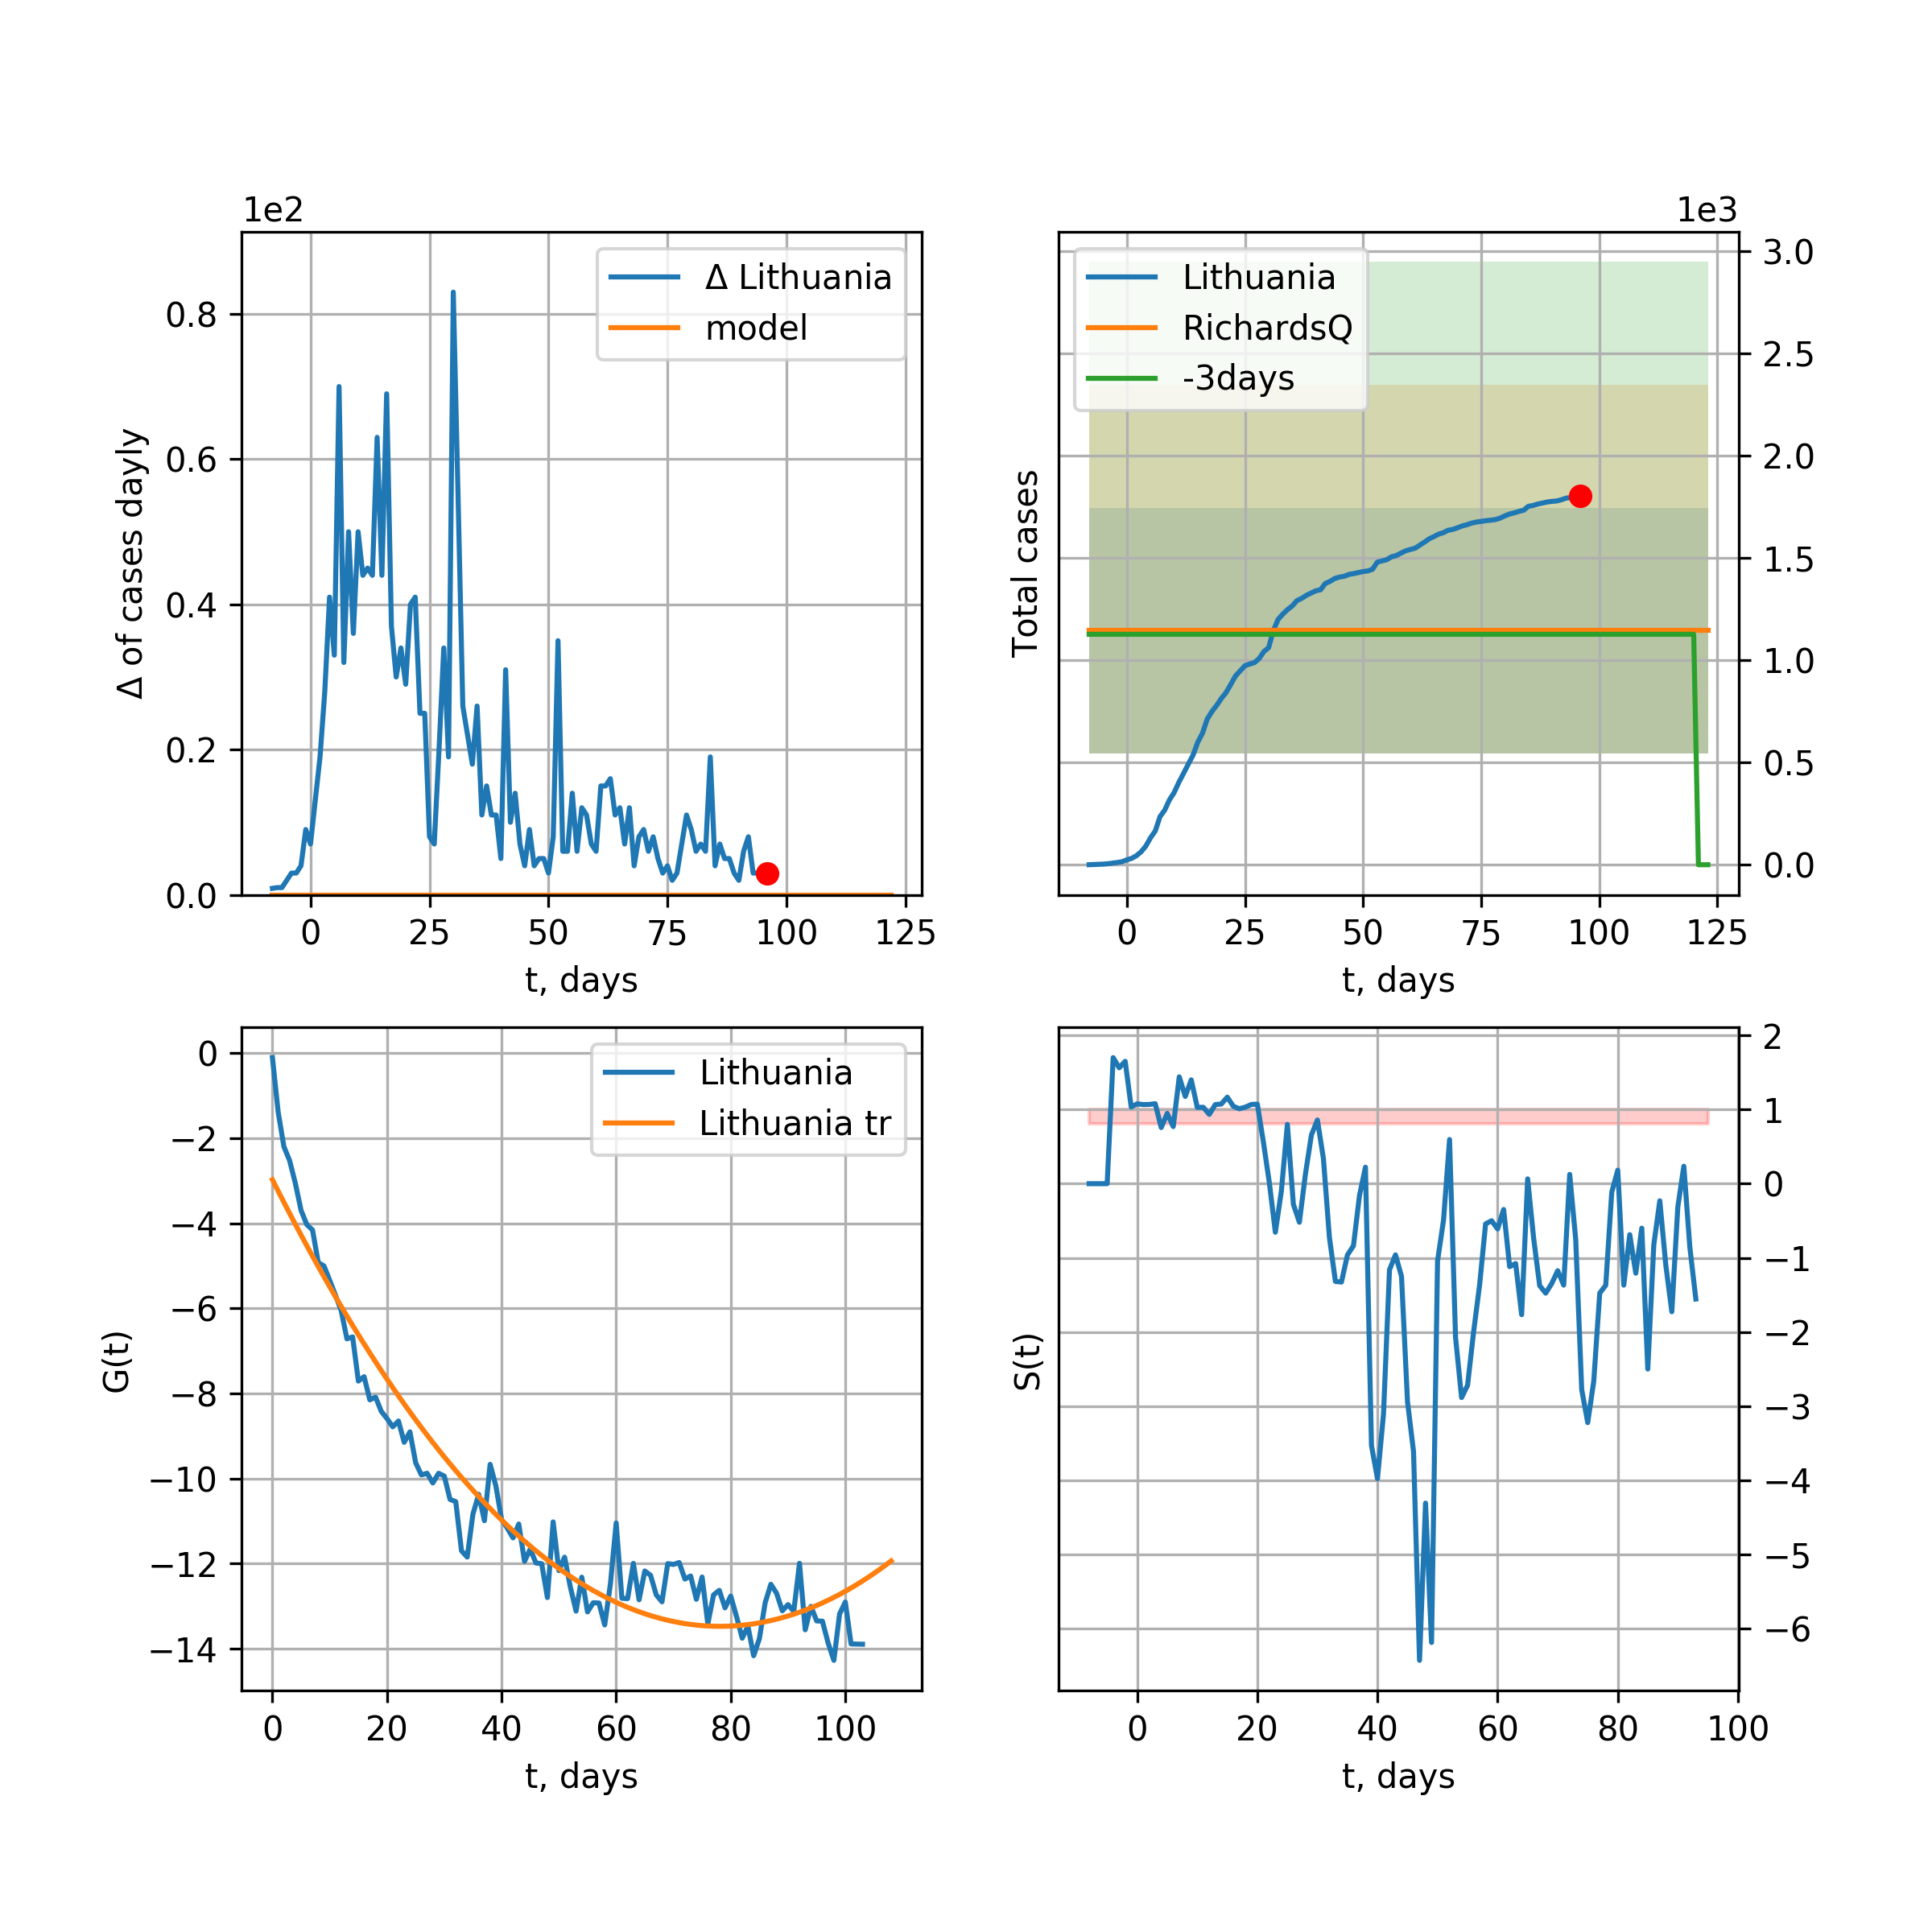 1e2
Δ of cases dayly
0.8
0.6
0.4
0.2
0.0
Δ Lithuania
model
0 25 50 75 100 125
t, days
1e3
Total cases
Lithuania
RichardsQ
-3days
3.0
2.5
2.0
1.5
1.0
0.5
0.0
0 25 50 75 100 125
t, days
G(t)
0
−2
−4
−6
−8
−10
−12
−14
Lithuania
Lithuania tr
0 20 40 60 80 100
t, days
S(t)
2
1
0
−1
−2
−3
−4
−5
−6
0 20 40 60 80 100
t, days